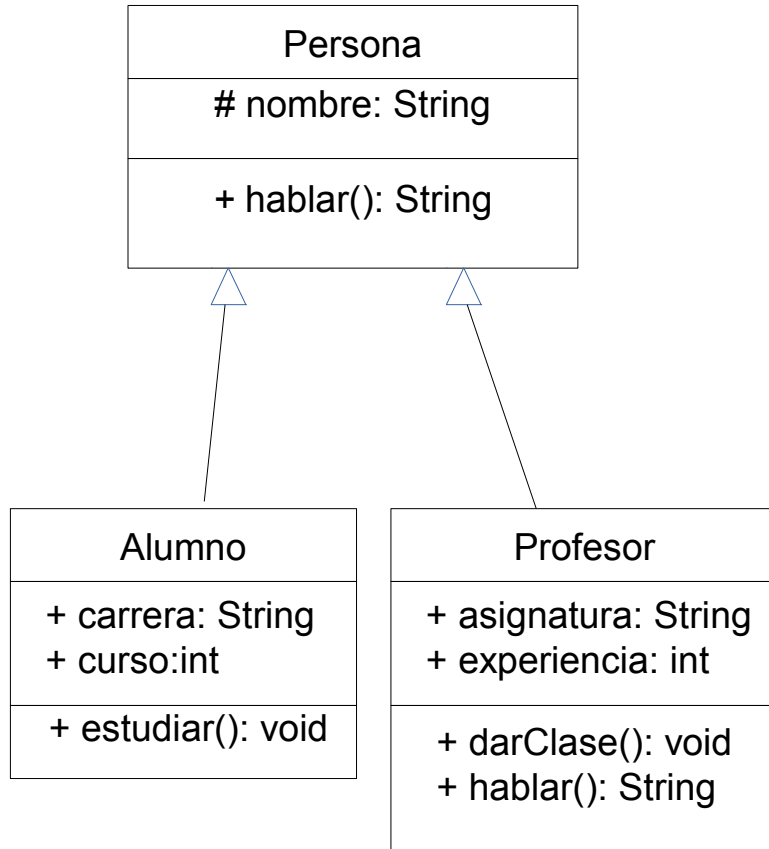 Persona
# nombre: String
+ hablar(): String
Alumno
+ carrera: String
+ curso:int
+ estudiar(): void
Profesor
+ asignatura: String
+ experiencia: int
+ darClase(): void
+ hablar(): String